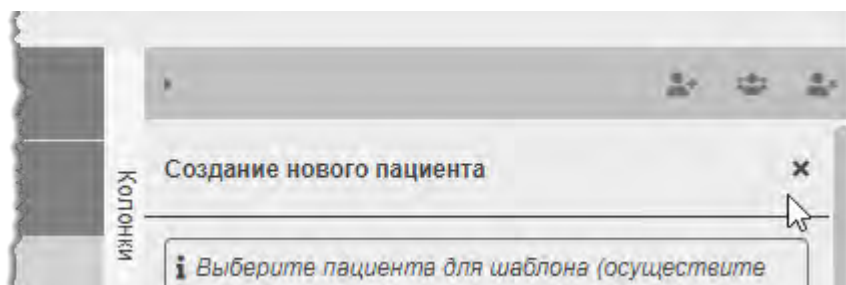 Создание нового пациента
Колонки
Выберите пациента для шаблона (осуществите